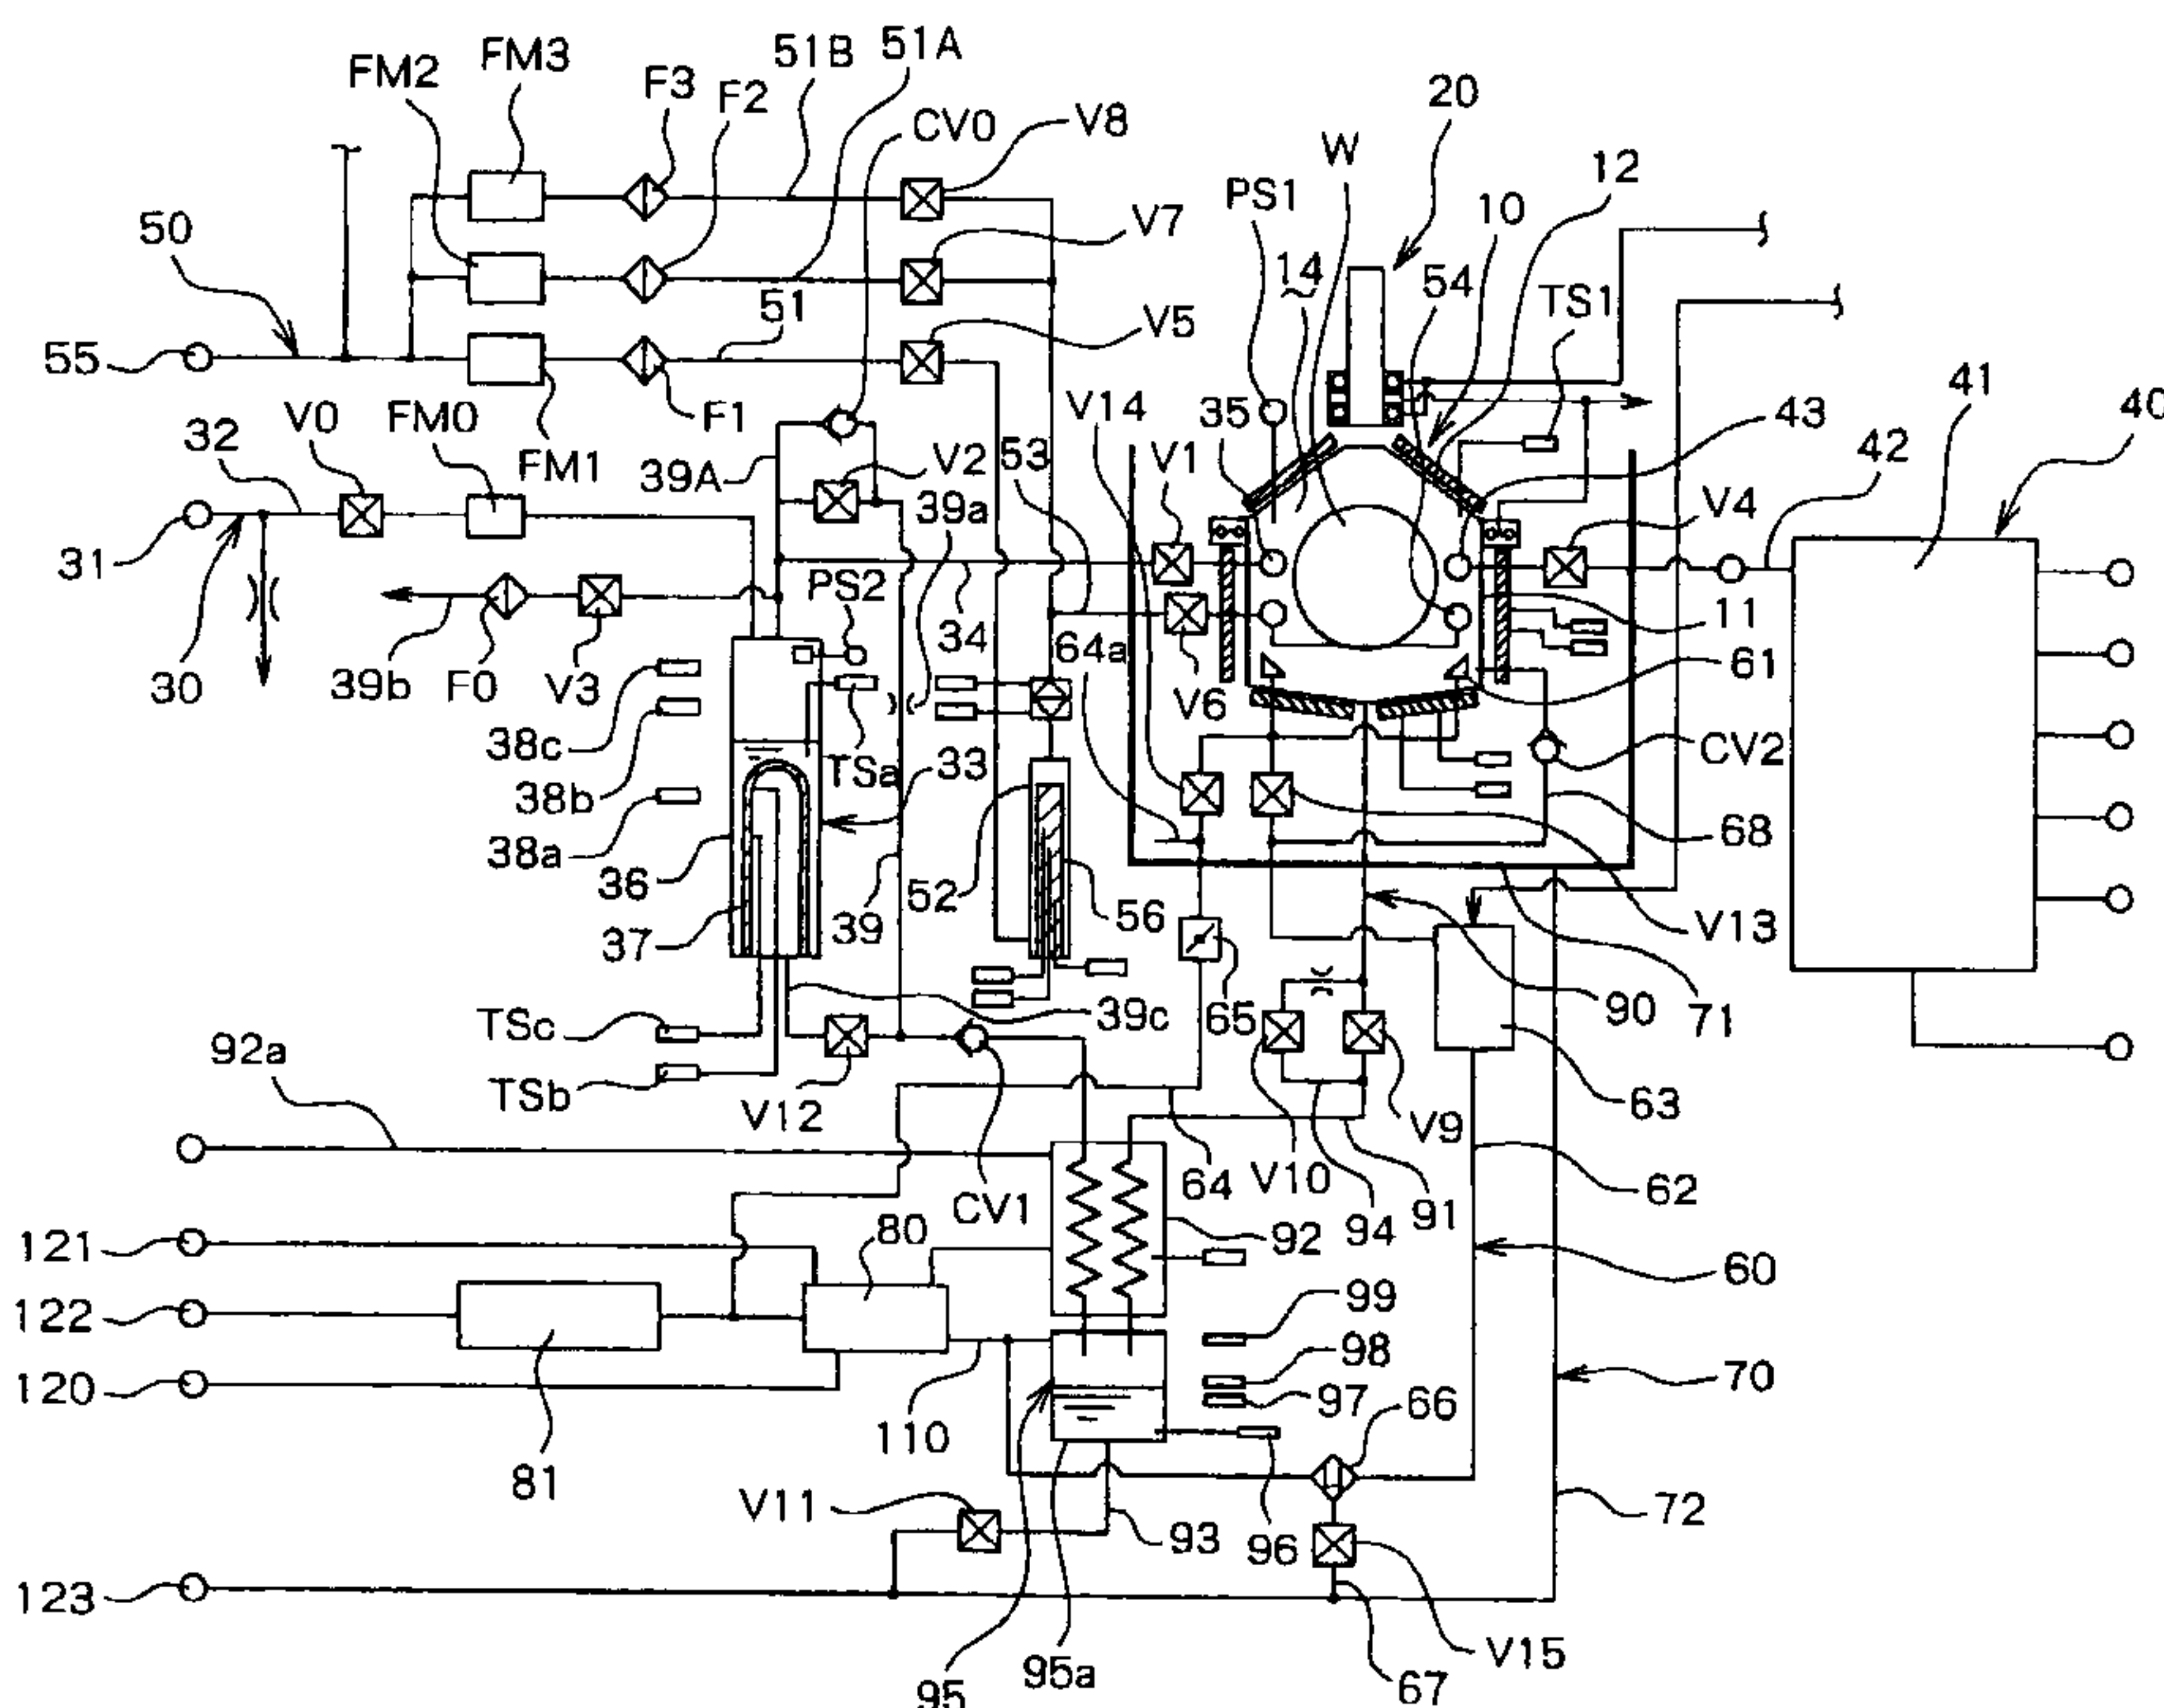 FM3
51B
51A
FM2
F3
F2
CV0
V8
20
W
12
PS1
10
V7
50
14
54
TS1
51
V5
55
V0
FM0
F1
V14
35
43
41
40
32
FM1
39A
V2
53
V1
42
39a
V4
31
30
39b
F0
V3
PS2
34
64a
V6
11
61
38c
TSa
33
CV2
38b
38a
68
36
52
37
39
56
V13
TSc
39c
65
90
71
92a
TSb
V12
V9
63
64
V10
CV1
94
91
62
121
80
92
60
122
99
98
120
97
66
70
110
81
V11
93
96
72
123
95
95a
67
V15